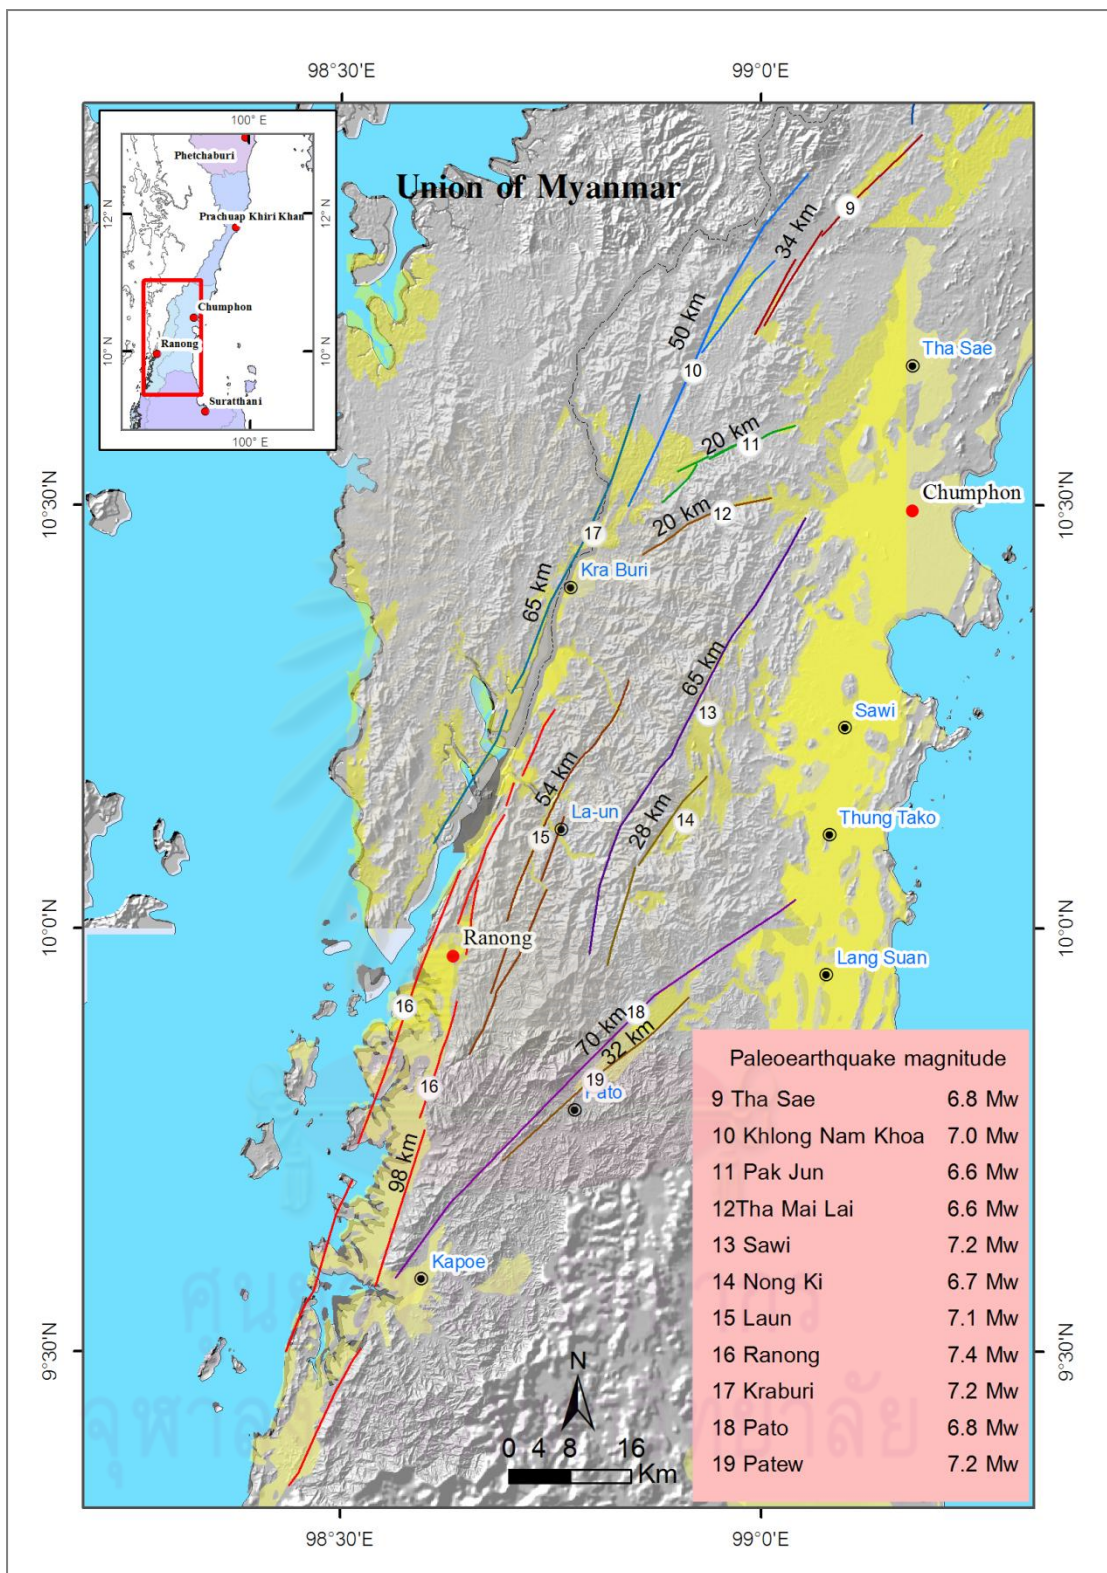 98°30'E
99°0'E
100° E
Phetchaburi
12° N
12° N
Prachuap Khiri Khan
Chumphon
Ranong
10° N
10° N
Suratthani
100° E
Union of Myanmar
9
34 km
50 km
10
Tha Sae
20 km
11
10°30'N
10°30'N
Chumphon
20 km
12
17
Kra Buri
65 km
65 km
13
Sawi
54 km
La-un
28 km
14
15
Thung Tako
10°0'N
10°0'N
Ranong
Lang Suan
16
18
70 km
32 km
19
Pato
16
98 km
Kapoe
9°30'N
9°30'N
Paleoearthquake magnitude
9 Tha Sae 6.8 Mw
10 Khlong Nam Khoa 7.0 Mw
11 Pak Jun 6.6 Mw
12Tha Mai Lai 6.6 Mw
13 Sawi 7.2 Mw
14 Nong Ki 6.7 Mw
15 Laun 7.1 Mw
16 Ranong 7.4 Mw
17 Kraburi 7.2 Mw
18 Pato 6.8 Mw
19 Patew 7.2 Mw
N
0 4 8 16
Km
98°30'E
99°0'E